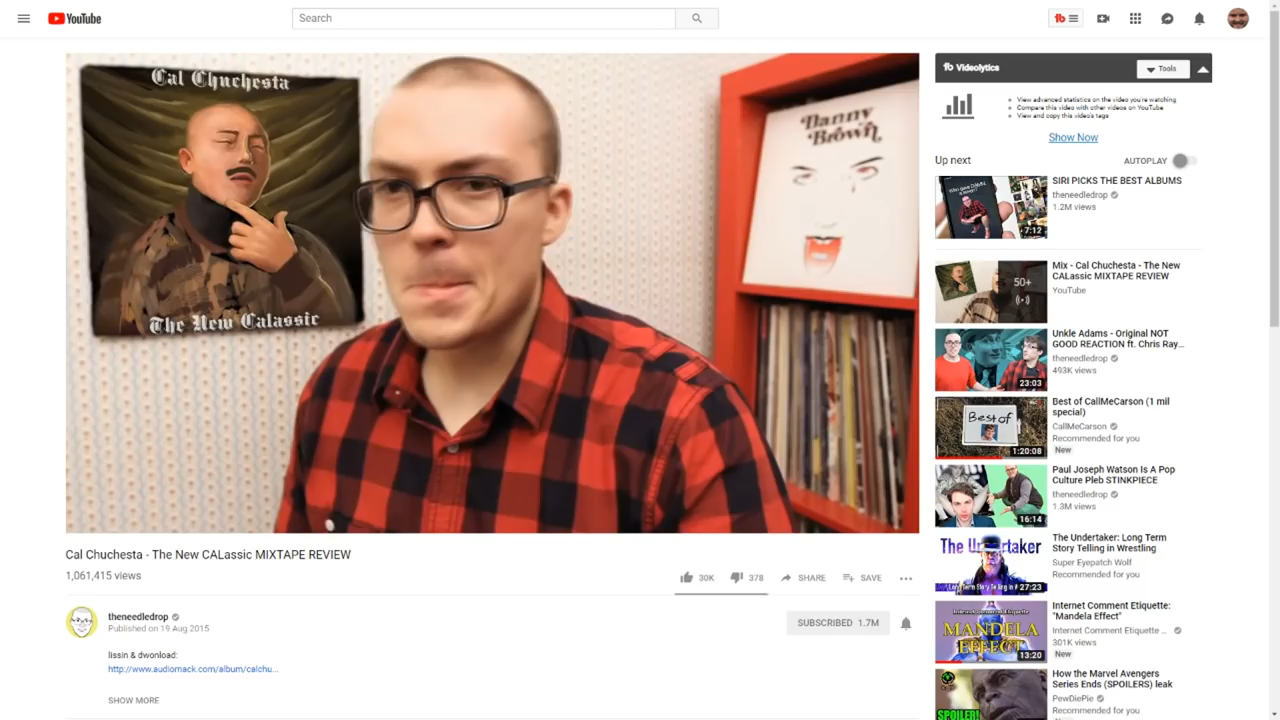 YouTube
Search
Cal Chuchesta
The New Calassic
Danny
Brown
Videolytics
Tools
View advanced statistics on the video you're watching
Compare this video with other videos on YouTube
View and copy this video's tags
Show Now
Up next
AUTOPLAY
SIRI PICKS THE BEST ALBUMS
theneedledrop
1.2M views
7:12
Mix - Cal Chuchesta - The New
CALassic MIXTAPE REVIEW
YouTube
50+
Unkle Adams - Original NOT
GOOD REACTION ft. Chris Ray...
theneedledrop
493K views
23:03
Best of CallMeCarson (1 mil
special)
CallMeCarson
Recommended for you
New
Best of
1:20:08
Paul Joseph Watson Is A Pop
Culture Pleb STINKPIECE
theneedledrop
1.3M views
16:14
The Undertaker: Long Term
Story Telling in Wrestling
Super Eyepatch Wolf
Recommended for you
27:23
Internet Comment Etiquette:
"Mandela Effect"
Internet Comment Etiquette ...
301K views
New
MANDELA
EFFECT
13:20
How the Marvel Avengers
Series Ends (SPOILERS) leak
PewDiePie
Recommended for you
SPOILER!
Cal Chuchesta - The New CALassic MIXTAPE REVIEW
1,061,415 views
30K
378
SHARE
SAVE
theneedledrop
Published on 19 Aug 2015
SUBSCRIBED 1.7M
lissin & dwonload:
http://www.audiomack.com/album/calchu...
SHOW MORE